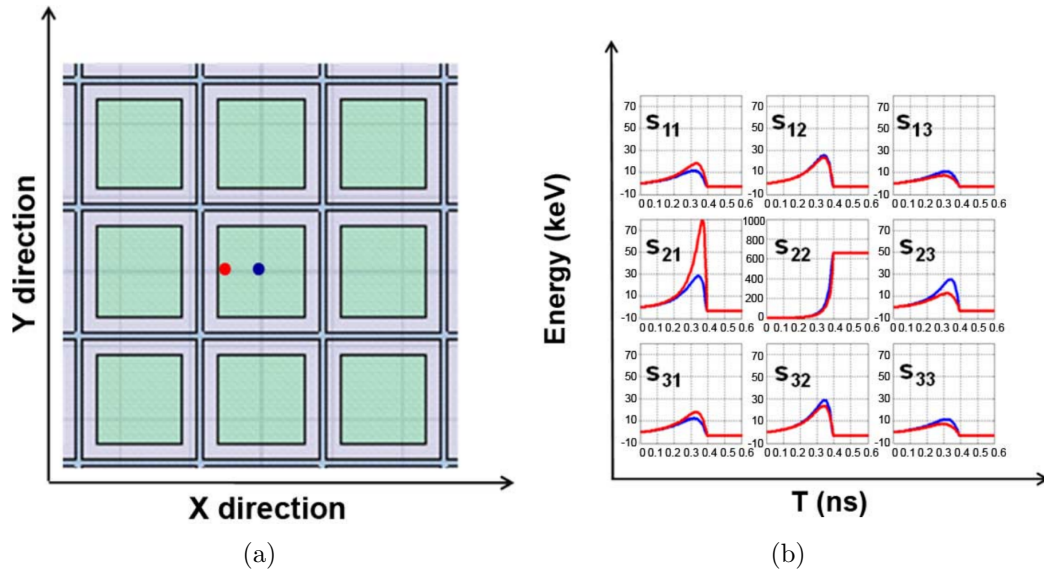 Y direction
X direction
(a)
Energy (keV)
S11 S12 S13
70 70 70
50 50 50
30 30 30
10 10 10
-10 -10 -10
0 0.1 0.2 0.3 0.4 0.5 0.6 0 0.1 0.2 0.3 0.4 0.5 0.6 0 0.1 0.2 0.3 0.4 0.5 0.6
S21 S22 S23
70 1000 70
50 800 50
30 600 30
10 400 10
-10 200 -10
0
0 0.1 0.2 0.3 0.4 0.5 0.6 0 0.1 0.2 0.3 0.4 0.5 0.6 0 0.1 0.2 0.3 0.4 0.5 0.6
S31 S32 S33
70 70 70
50 50 50
30 30 30
10 10 10
-10 -10 -10
0 0.1 0.2 0.3 0.4 0.5 0.6 0 0.1 0.2 0.3 0.4 0.5 0.6 0 0.1 0.2 0.3 0.4 0.5 0.6
T (ns)
(b)